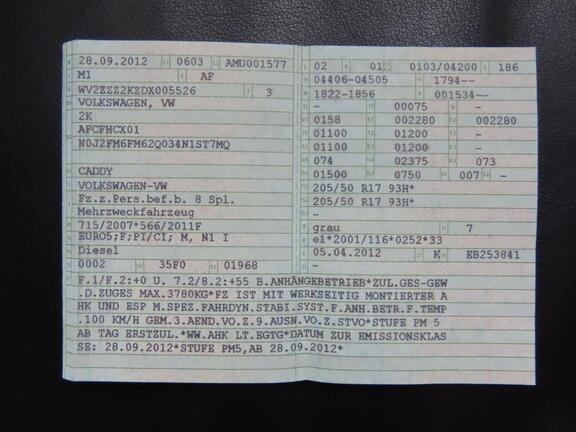 28.09.2012 0603 AMU001577
M1 AF
WV2ZZZ2KZDX005526 3
VOLKSWAGEN, VW
2K
AFCFHCX01
N0J2FM6FM62Q034N1ST7MQ
CADDY
VOLKSWAGEN-VW
Fz.z.Pers.bef.b. 8 Spl.
Mehrzweckfahrzeug
715/2007*566/2011F
EURO5;F;PI/CI; M, N1 I
Diesel
0002 35F0 01968
02 01 0103/04200 186
04406-04505 1794--
1822-1856 001534--
- 00075 -
0158 002280 002280
01100 01200 -
01100 01200 -
074 02375 073
01500 0750 007 -
205/50 R17 93H*
205/50 R17 93H*
-
grau 7
e1*2001/116*0252*33
05.04.2012 K EB253841
-
F.1/F.2:+0 U. 7.2/8.2:+55 B.ANHÄNGEBETRIEB*ZUL.GES-GEW
.D.ZUGES MAX.3780KG*FZ IST MIT WERKSEITIG MONTIERTER A
HK UND ESP M.SPEZ.FAHRDYN.STABI.SYST.F.ANH.BETR.F.TEMP
.100 KM/H GEM.3.AEND.VO.Z.9.AUSN.VO.Z.STVO*STUFE PM 5
AB TAG ERSTZUL.*WW.AHK LT.EGTG*DATUM ZUR EMISSIONSKLAS
SE: 28.09.2012*STUFE PM5,AB 28.09.2012*